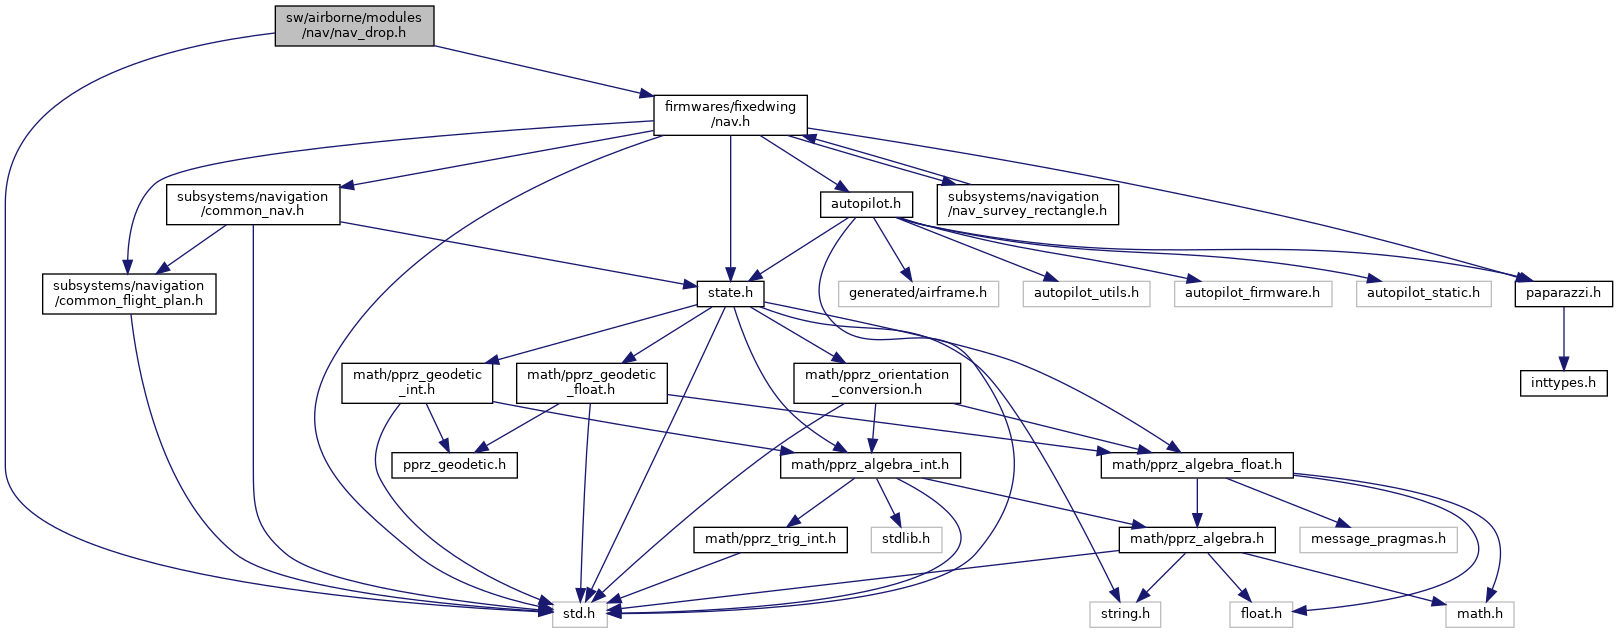 sw/airborne/modules
/nav/nav_drop.h
firmwares/fixedwing
/nav.h
subsystems/navigation
/common_nav.h
autopilot.h
subsystems/navigation
/nav_survey_rectangle.h
subsystems/navigation
/common_flight_plan.h
state.h
generated/airframe.h
autopilot_utils.h
autopilot_firmware.h
autopilot_static.h
paparazzi.h
math/pprz_geodetic
_int.h
math/pprz_geodetic
_float.h
math/pprz_orientation
_conversion.h
inttypes.h
pprz_geodetic.h
math/pprz_algebra_int.h
math/pprz_algebra_float.h
math/pprz_trig_int.h
stdlib.h
math/pprz_algebra.h
message_pragmas.h
std.h
string.h
float.h
math.h